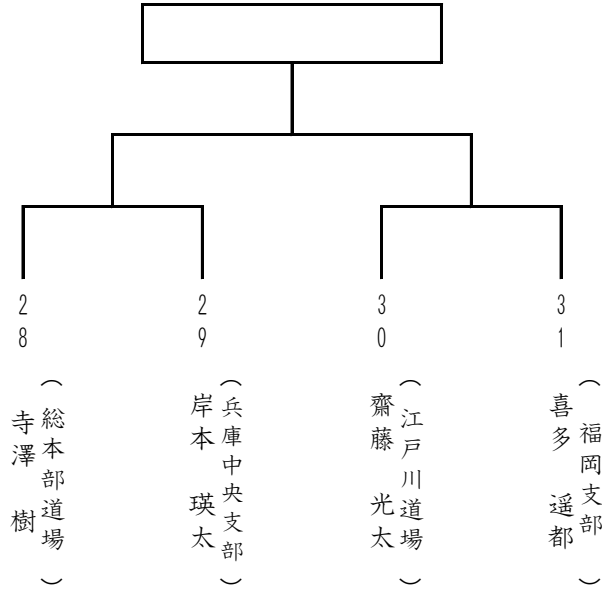 28
寺澤 樹
(総本部道場)
29
岸本 瑛太
(兵庫中央支部)
30
齋藤 光太
(江戸川道場)
31
喜多 遥都
(福岡支部)